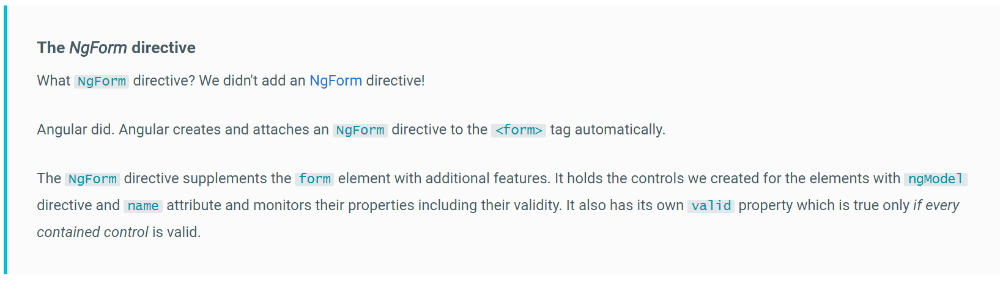 The NgForm directive
What NgForm directive? We didn't add an NgForm directive!
Angular did. Angular creates and attaches an NgForm directive to the <form> tag automatically.
The NgForm directive supplements the form element with additional features. It holds the controls we created for the elements with ngModel
directive and name attribute and monitors their properties including their validity. It also has its own valid property which is true only if every
contained control is valid.